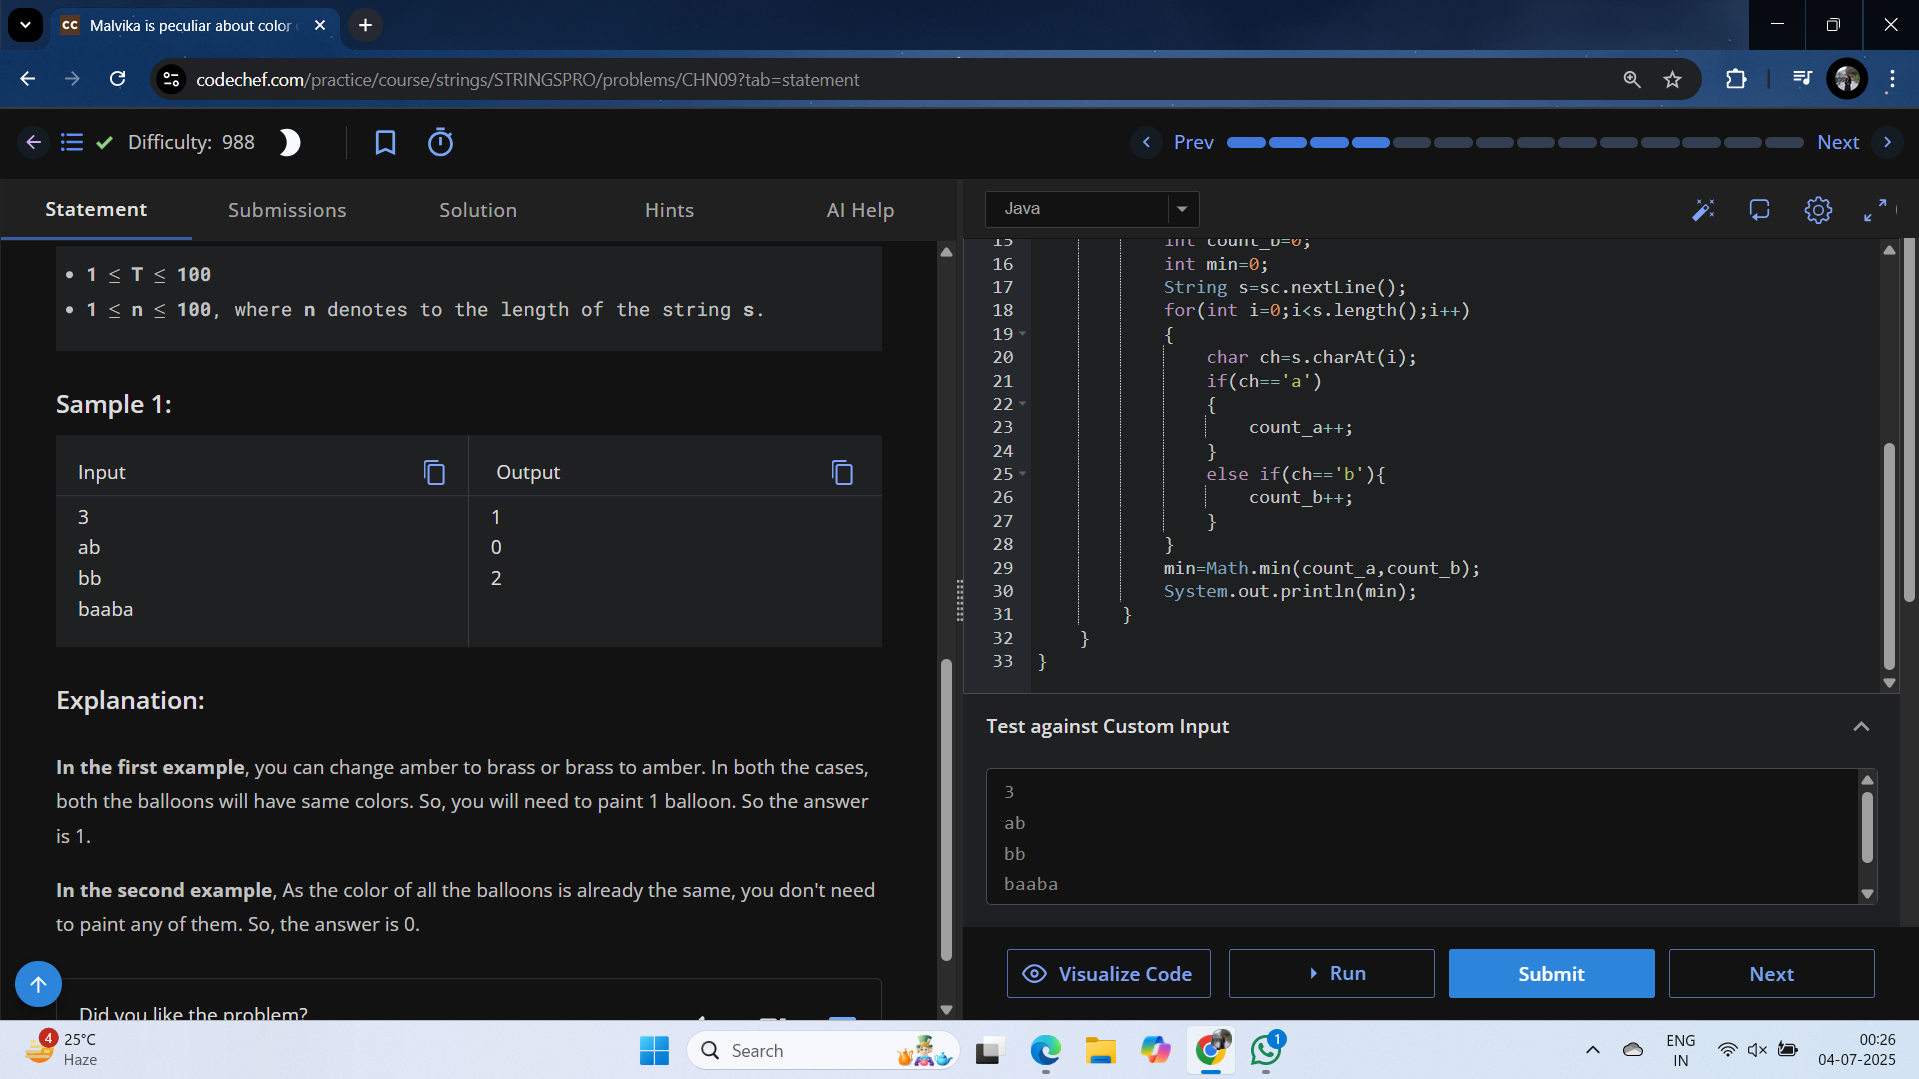 Malvika is peculiar about color
codechef.com/practice/course/strings/STRINGSPRO/problems/CHN09?tab=statement
Difficulty: 988
Prev
Next
Statement
Submissions
Solution
Hints
AI Help
• 1 ≤ T ≤ 100
• 1 ≤ n ≤ 100, where n denotes to the length of the string s.
Sample 1:
Input
Output
3
ab
bb
baaba
1
0
2
Explanation:
In the first example, you can change amber to brass or brass to amber. In both the cases,
both the balloons will have same colors. So, you will need to paint 1 balloon. So the answer
is 1.
In the second example, As the color of all the balloons is already the same, you don't need
to paint any of them. So, the answer is 0.
Did you like the problem?
Java
15 int count_b=0;
16 int min=0;
17 String s=sc.nextLine();
18 for(int i=0;i<s.length();i++)
19 {
20 char ch=s.charAt(i);
21 if(ch=='a')
22 {
23 count_a++;
24 }
25 else if(ch=='b'){
26 count_b++;
27 }
28 }
29 min=Math.min(count_a,count_b);
30 System.out.println(min);
31 }
32 }
33 }
Test against Custom Input
3
ab
bb
baaba
Visualize Code
Run
Submit
Next
4
25°C
Haze
Search
1
ENG
IN
00:26
04-07-2025